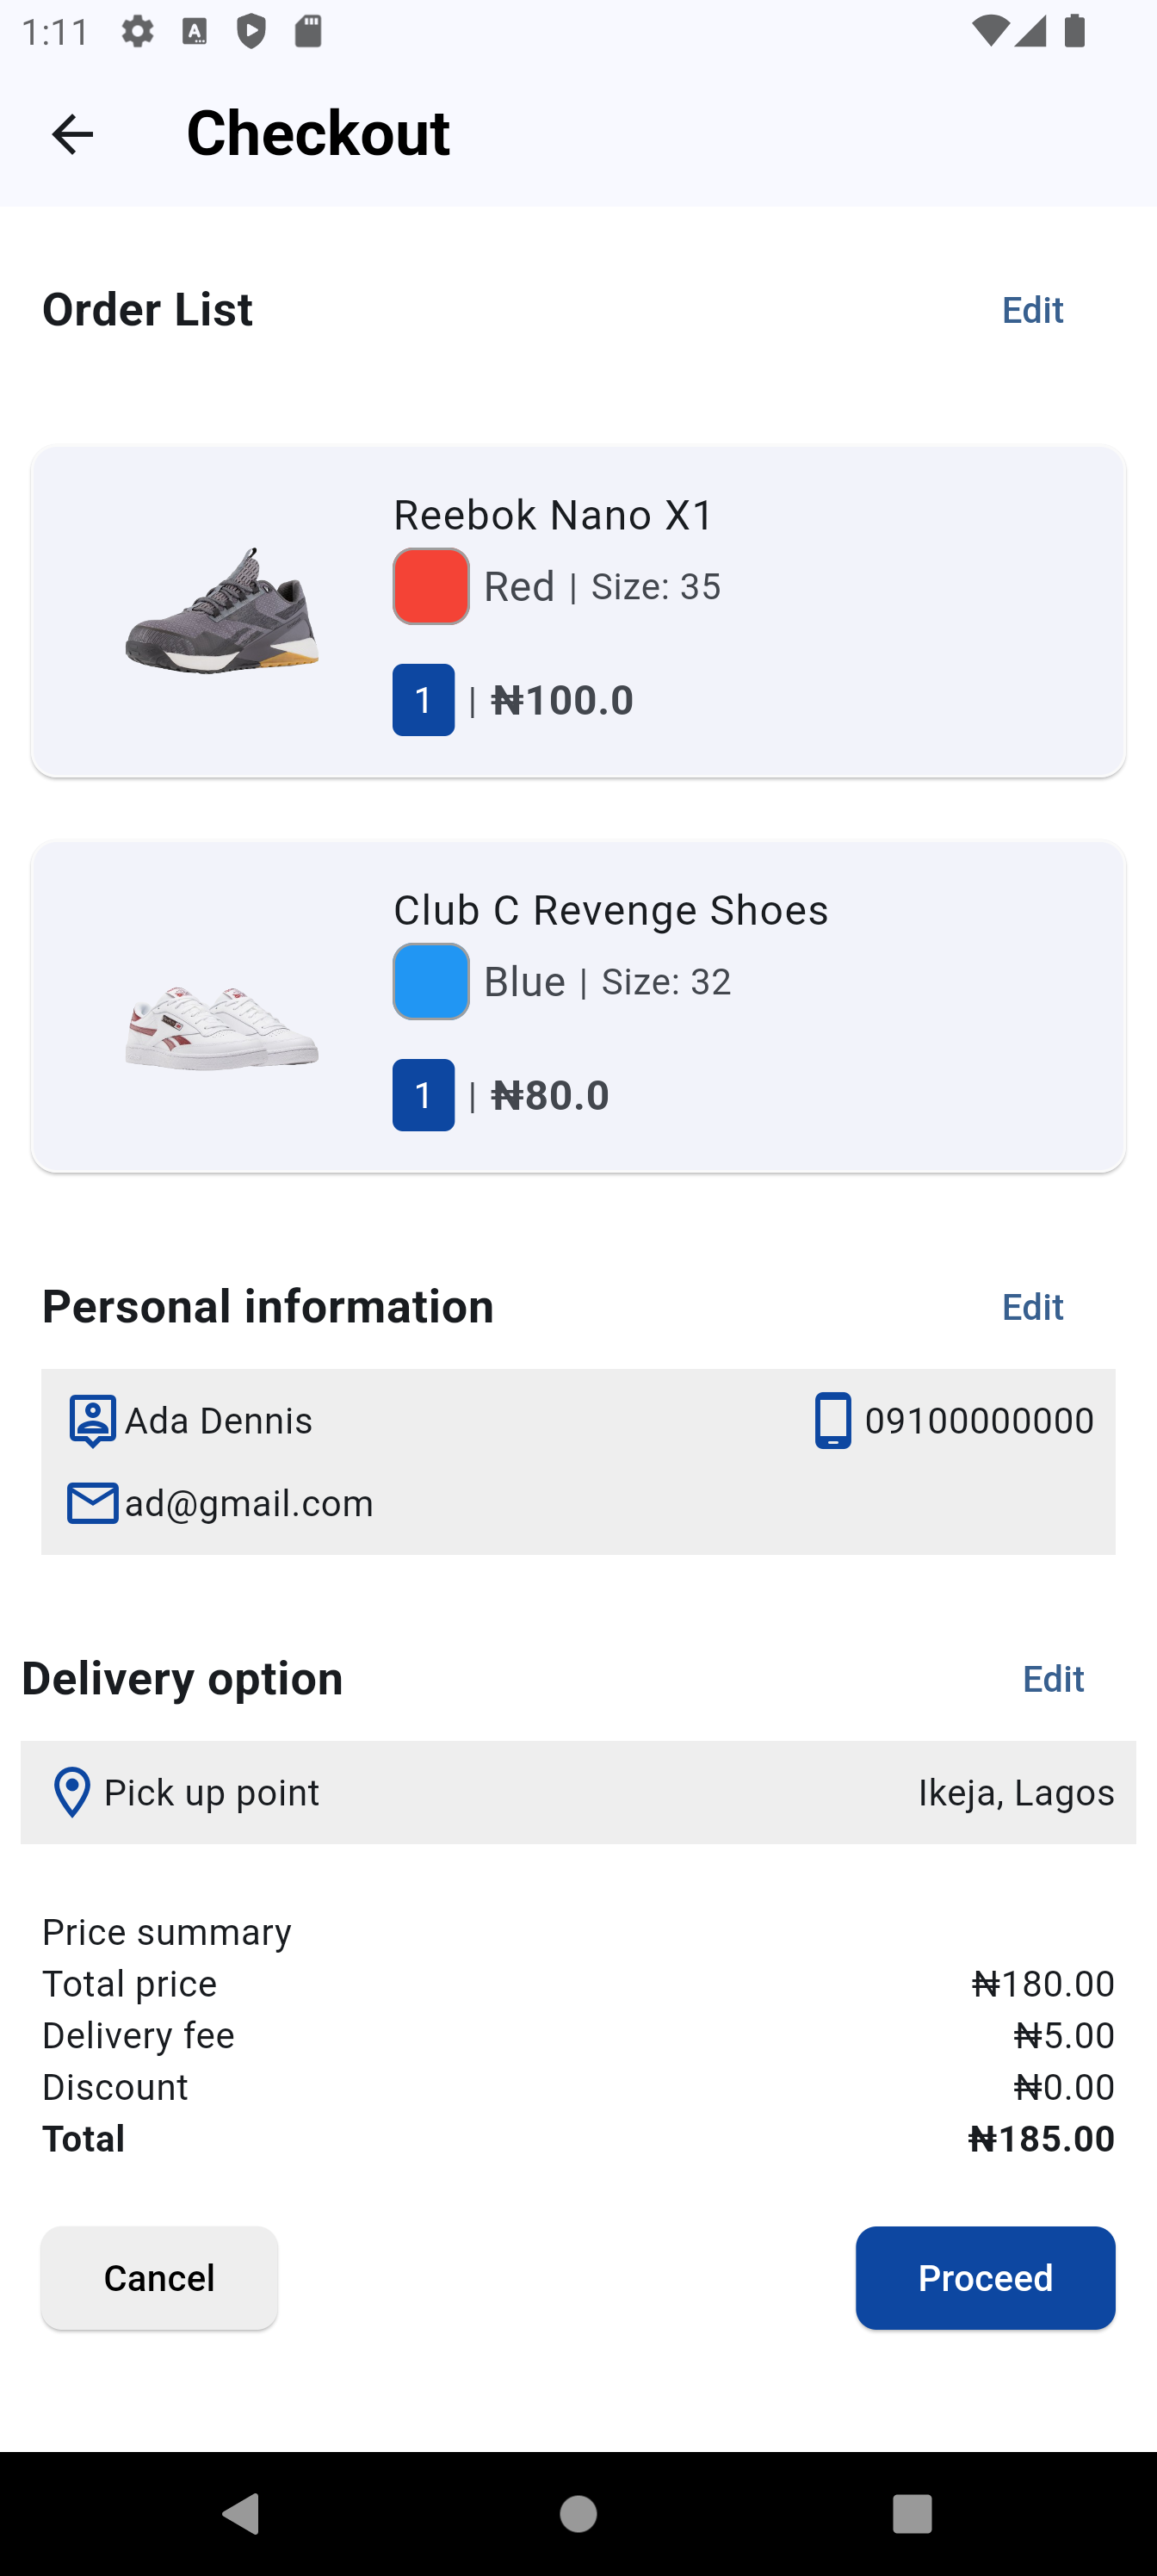 1:11
Checkout
Order List Edit
Reebok Nano X1
Red | Size: 35
1 | ₦100.0
Club C Revenge Shoes
Blue | Size: 32
1 | ₦80.0
Personal information Edit
Ada Dennis 09100000000
ad@gmail.com
Delivery option Edit
Pick up point Ikeja, Lagos
Price summary
Total price ₦180.00
Delivery fee ₦5.00
Discount ₦0.00
Total ₦185.00
Cancel Proceed